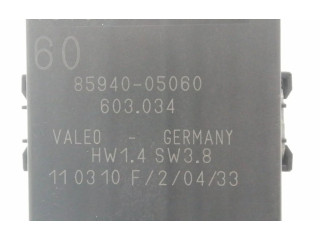 60
85940-05060
603.034
VALEO - GERMANY
HW1.4 SW3.8
110310 F/2/04/33